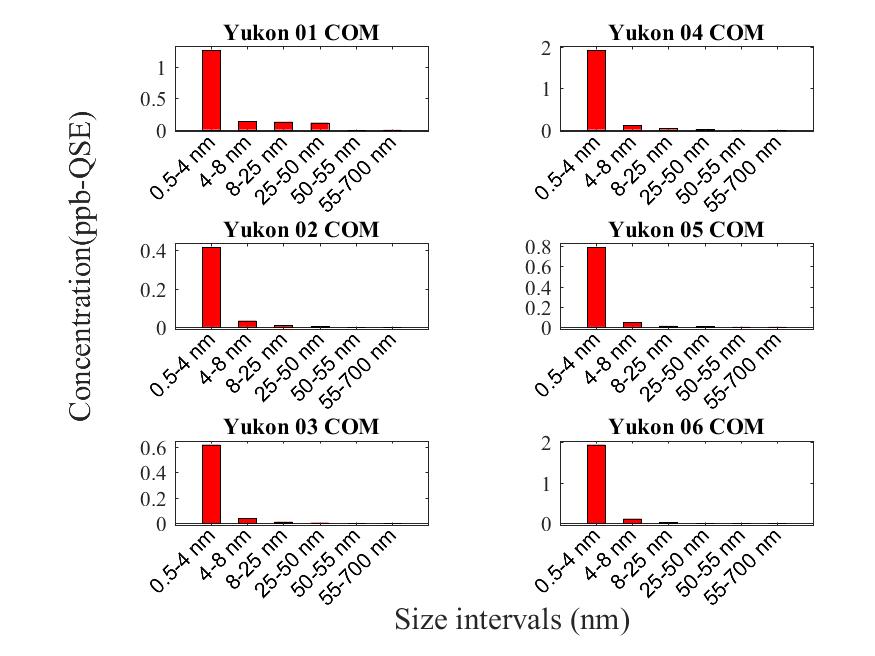 Concentration(ppb-QSE)
Yukon 01 COM
1
0.5
0
0.5-4 nm
4-8 nm
8-25 nm
25-50 nm
50-55 nm
55-700 nm
Yukon 04 COM
2
1
0
0.5-4 nm
4-8 nm
8-25 nm
25-50 nm
50-55 nm
55-700 nm
Yukon 02 COM
0.4
0.2
0
0.5-4 nm
4-8 nm
8-25 nm
25-50 nm
50-55 nm
55-700 nm
Yukon 05 COM
0.8
0.6
0.4
0.2
0
0.5-4 nm
4-8 nm
8-25 nm
25-50 nm
50-55 nm
55-700 nm
Yukon 03 COM
0.6
0.4
0.2
0
0.5-4 nm
4-8 nm
8-25 nm
25-50 nm
50-55 nm
55-700 nm
Yukon 06 COM
2
1
0
0.5-4 nm
4-8 nm
8-25 nm
25-50 nm
50-55 nm
55-700 nm
Size intervals (nm)